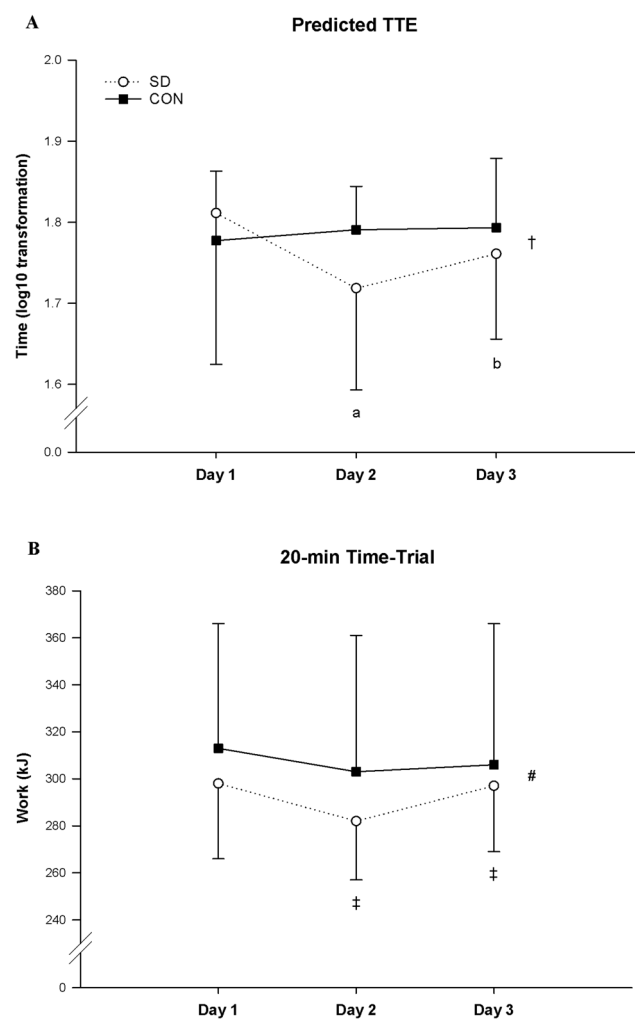 A
Predicted TTE
2.0
SD
CON
1.9
1.8
1.7
1.6
0.0
Time (log10 transformation)
†
b
a
Day 1 Day 2 Day 3
B
20-min Time-Trial
380
360
340
320
300
280
260
240
0
Work (kJ)
#
‡
‡
Day 1 Day 2 Day 3